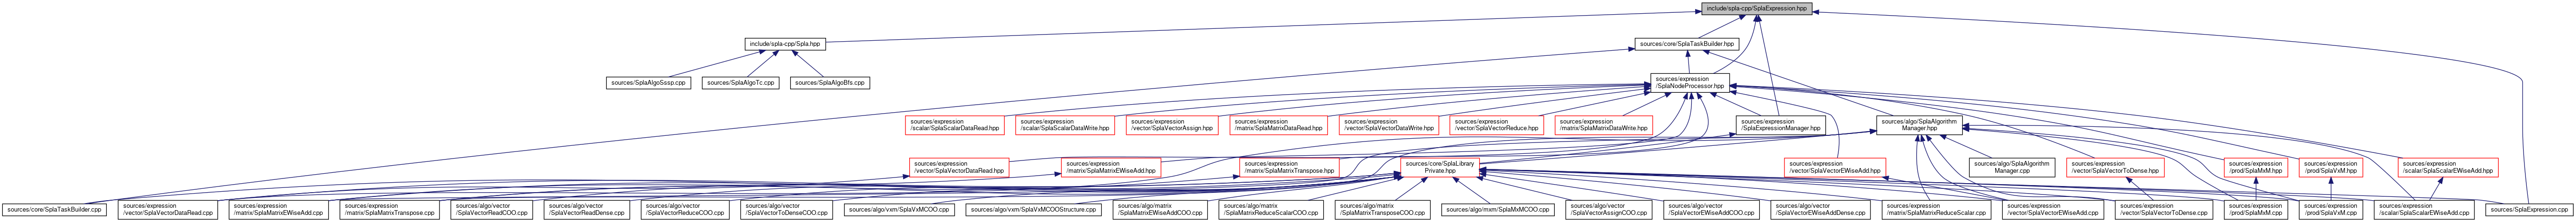 include/spla-cpp/SplaExpression.hpp
include/spla-cpp/Spla.hpp
sources/core/SplaTaskBuilder.hpp
sources/SplaAlgoSssp.cpp
sources/SplaAlgoTc.cpp
sources/SplaAlgoBfs.cpp
sources/expression
/SplaNodeProcessor.hpp
sources/expression
/scalar/SplaScalarDataRead.hpp
sources/expression
/scalar/SplaScalarDataWrite.hpp
sources/expression
/vector/SplaVectorAssign.hpp
sources/expression
/matrix/SplaMatrixDataRead.hpp
sources/expression
/vector/SplaVectorDataWrite.hpp
sources/expression
/vector/SplaVectorReduce.hpp
sources/expression
/matrix/SplaMatrixDataWrite.hpp
sources/expression
/SplaExpressionManager.hpp
sources/algo/SplaAlgorithm
Manager.hpp
sources/expression
/vector/SplaVectorDataRead.hpp
sources/expression
/matrix/SplaMatrixEWiseAdd.hpp
sources/expression
/matrix/SplaMatrixTranspose.hpp
sources/core/SplaLibrary
Private.hpp
sources/expression
/vector/SplaVectorEWiseAdd.hpp
sources/algo/SplaAlgorithm
Manager.cpp
sources/expression
/vector/SplaVectorToDense.hpp
sources/expression
/prod/SplaMxM.hpp
sources/expression
/prod/SplaVxM.hpp
sources/expression
/scalar/SplaScalarEWiseAdd.hpp
sources/core/SplaTaskBuilder.cpp
sources/expression
/vector/SplaVectorDataRead.cpp
sources/expression
/matrix/SplaMatrixEWiseAdd.cpp
sources/expression
/matrix/SplaMatrixTranspose.cpp
sources/algo/vector
/SplaVectorReadCOO.cpp
sources/algo/vector
/SplaVectorReadDense.cpp
sources/algo/vector
/SplaVectorReduceCOO.cpp
sources/algo/vector
/SplaVectorToDenseCOO.cpp
sources/algo/vxm/SplaVxMCOO.cpp
sources/algo/vxm/SplaVxMCOOStructure.cpp
sources/algo/matrix
/SplaMatrixEWiseAddCOO.cpp
sources/algo/matrix
/SplaMatrixReduceScalarCOO.cpp
sources/algo/matrix
/SplaMatrixTransposeCOO.cpp
sources/algo/mxm/SplaMxMCOO.cpp
sources/algo/vector
/SplaVectorAssignCOO.cpp
sources/algo/vector
/SplaVectorEWiseAddCOO.cpp
sources/algo/vector
/SplaVectorEWiseAddDense.cpp
sources/expression
/matrix/SplaMatrixReduceScalar.cpp
sources/expression
/vector/SplaVectorEWiseAdd.cpp
sources/expression
/vector/SplaVectorToDense.cpp
sources/expression
/prod/SplaMxM.cpp
sources/expression
/prod/SplaVxM.cpp
sources/expression
/scalar/SplaScalarEWiseAdd.cpp
sources/SplaExpression.cpp